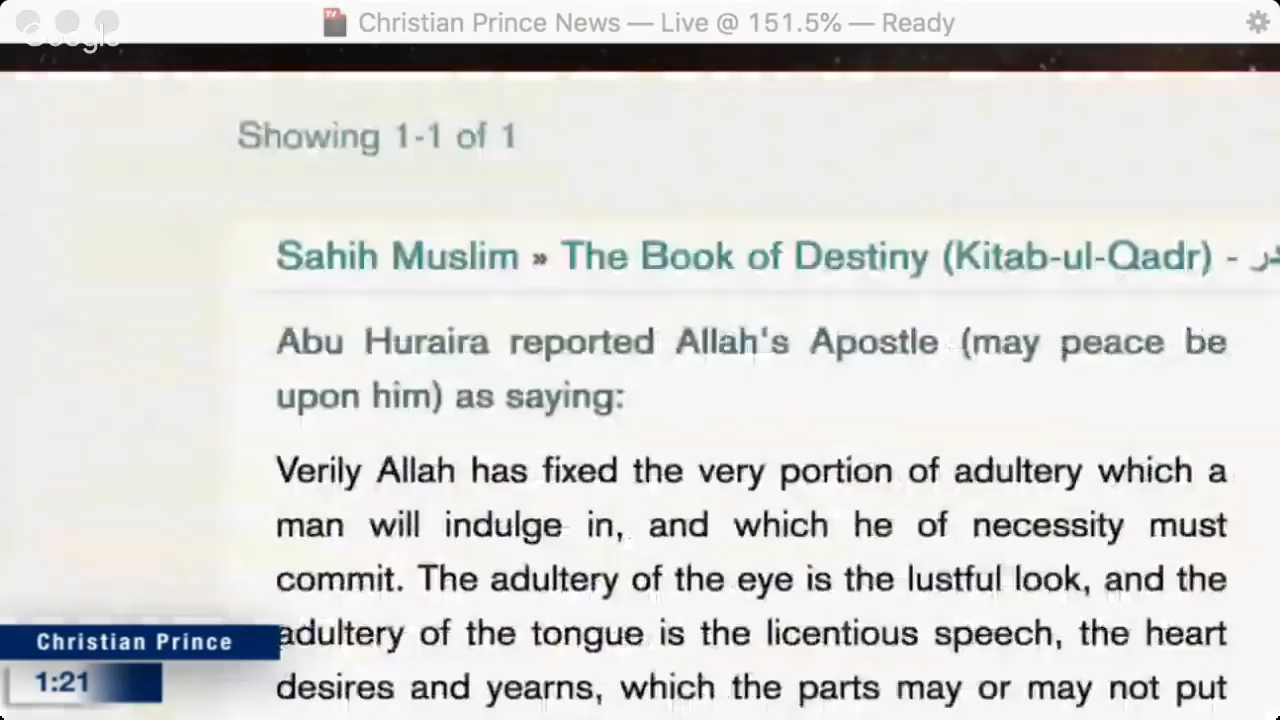 Christian Prince News — Live @ 151.5% — Ready
Google
Showing 1-1 of 1
Sahih Muslim » The Book of Destiny (Kitab-ul-Qadr) -
Abu Huraira reported Allah's Apostle (may peace be
upon him) as saying:
Verily Allah has fixed the very portion of adultery which a
man will indulge in, and which he of necessity must
commit. The adultery of the eye is the lustful look, and the
adultery of the tongue is the licentious speech, the heart
desires and yearns, which the parts may or may not put
Christian Prince
1:21